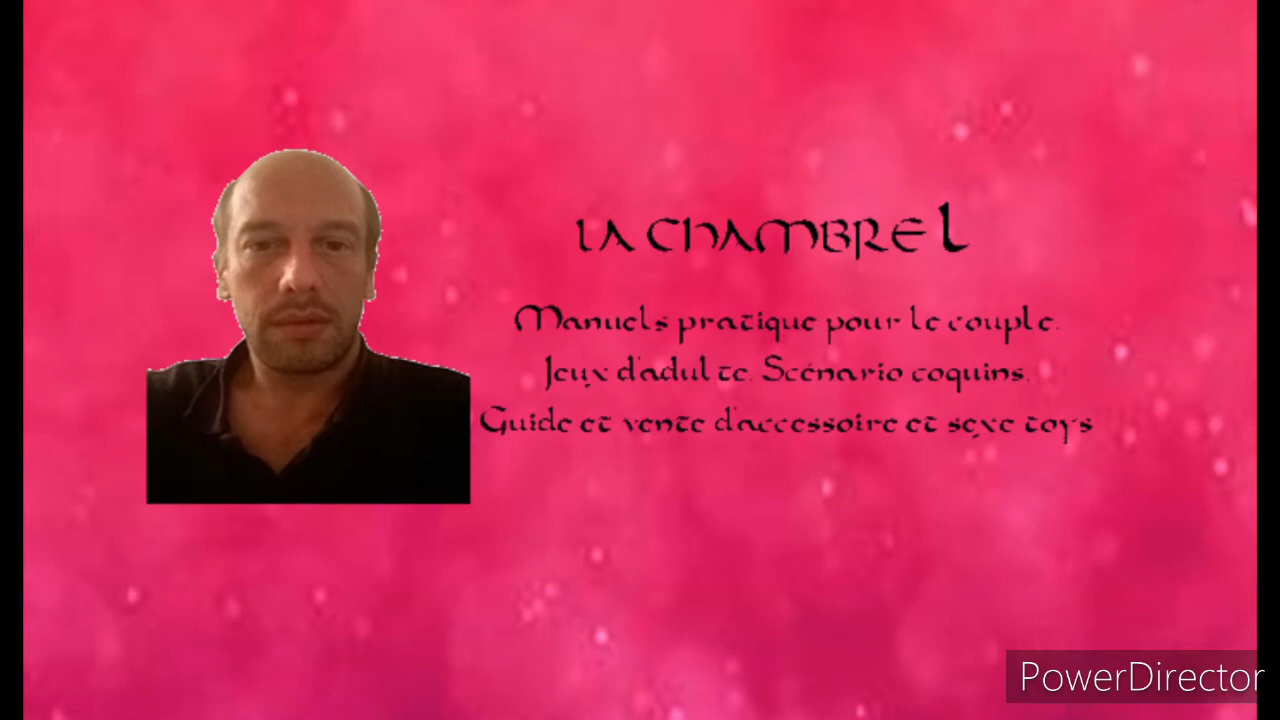 LA CHAMBRE L
Manuels pratique pour le couple.
Jeux d'adulte. Scénario coquins.
Guide et vente d'accessoire et sexe toys
PowerDirector